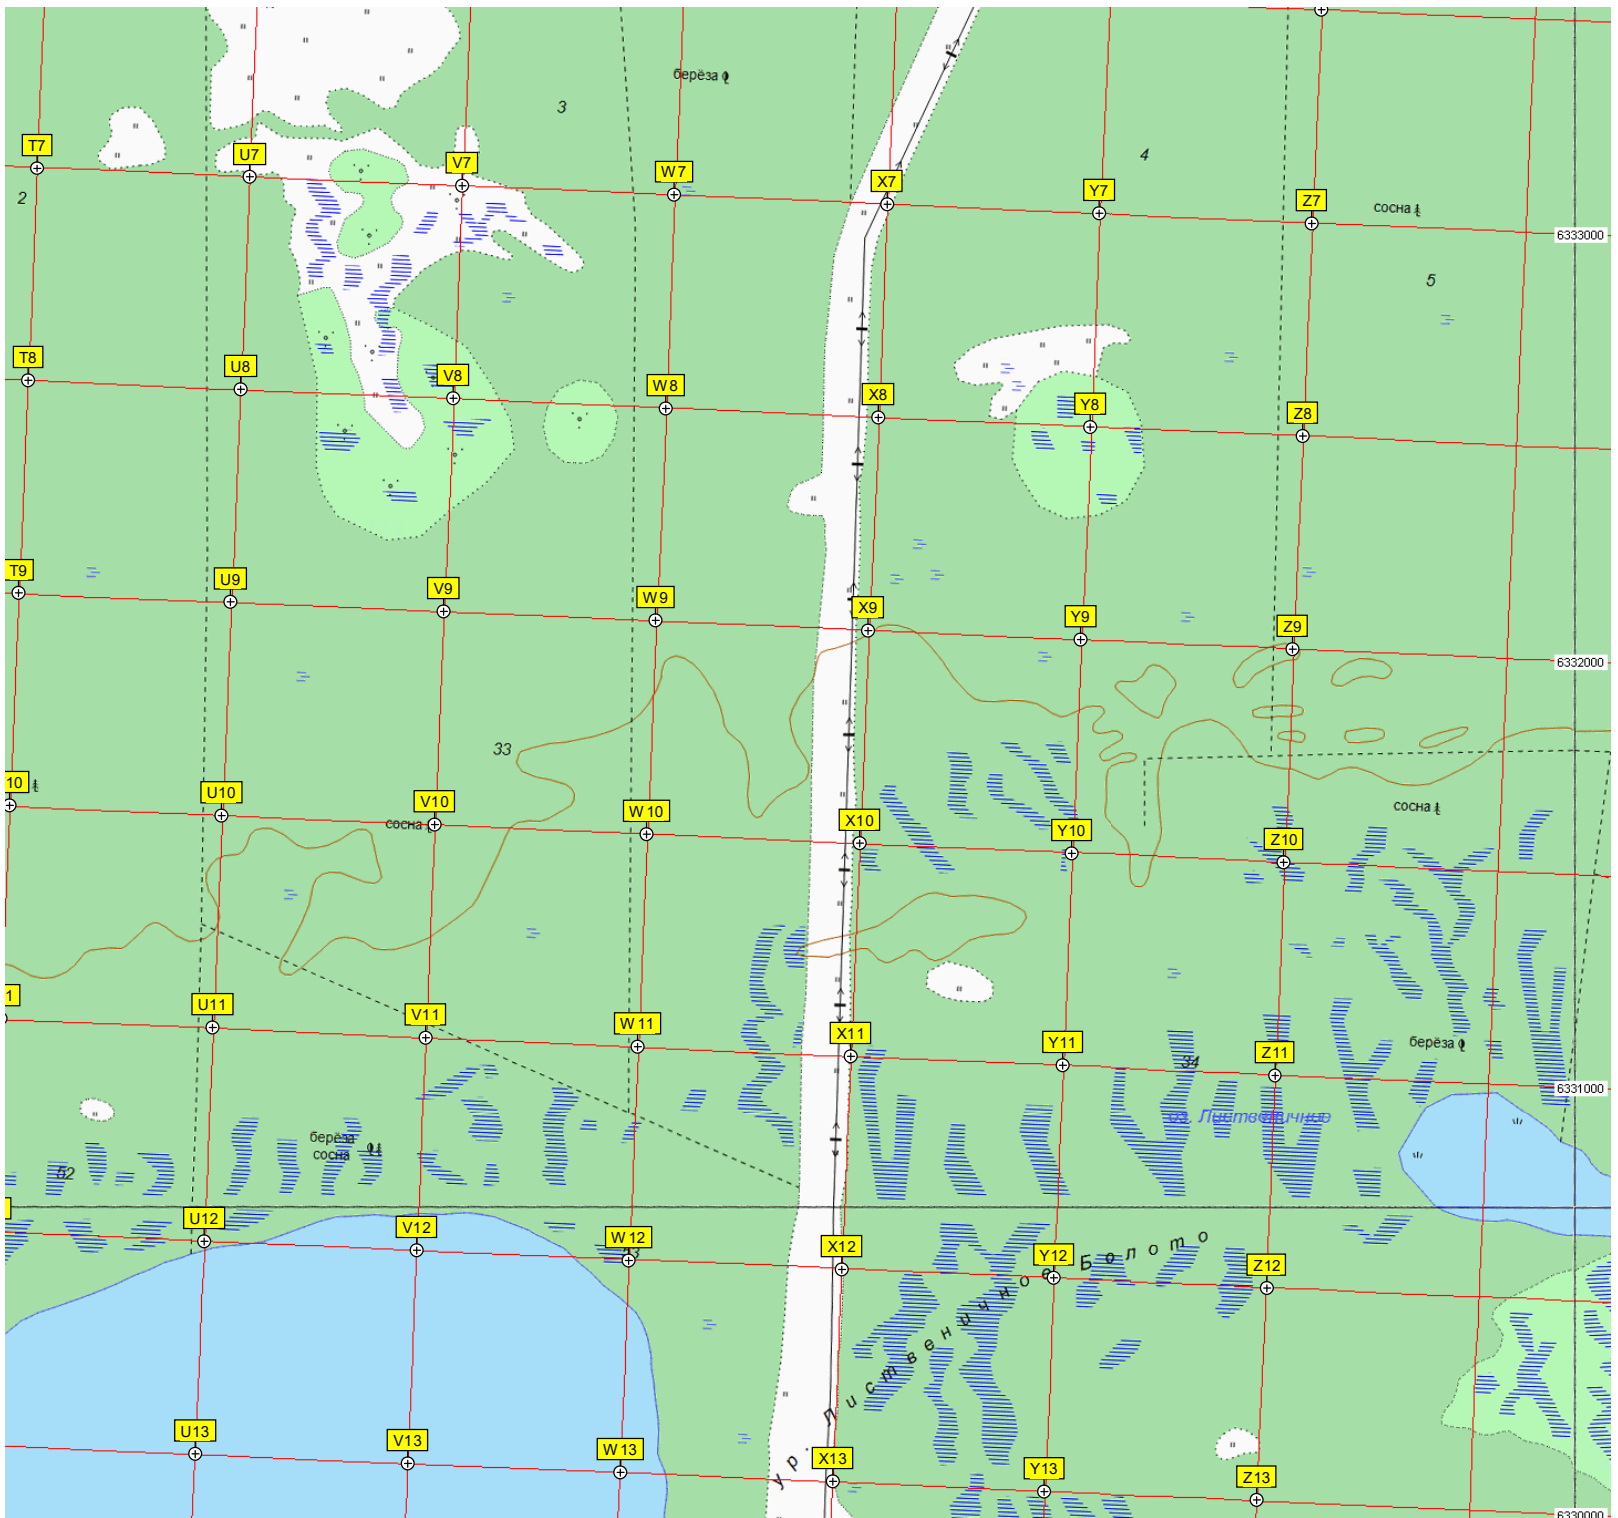 берёза
3
T7
U7
V7
W7
X7
Y7
Z7
4
2
сосна
6333000
5
T8
U8
V8
W8
X8
Y8
Z8
T9
U9
V9
W9
X9
Y9
Z9
6332000
33
10
U10
V10
W10
X10
Y10
Z10
сосна
сосна
1
U11
V11
W11
X11
Y11
Z11
34
берёза
6331000
оз. Лиственичное
берёза
сосна
52
U12
V12
W12
X12
Y12
Z12
ур. Лиственичное Болото
U13
V13
W13
X13
Y13
Z13
6330000